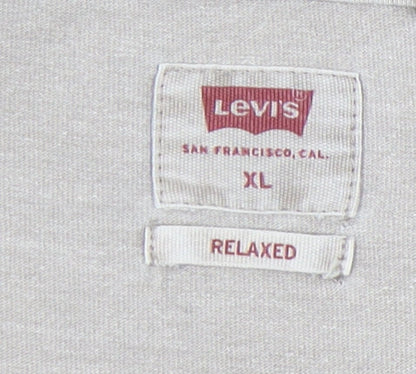 LEVI'S®
SAN FRANCISCO, CAL.
XL
RELAXED